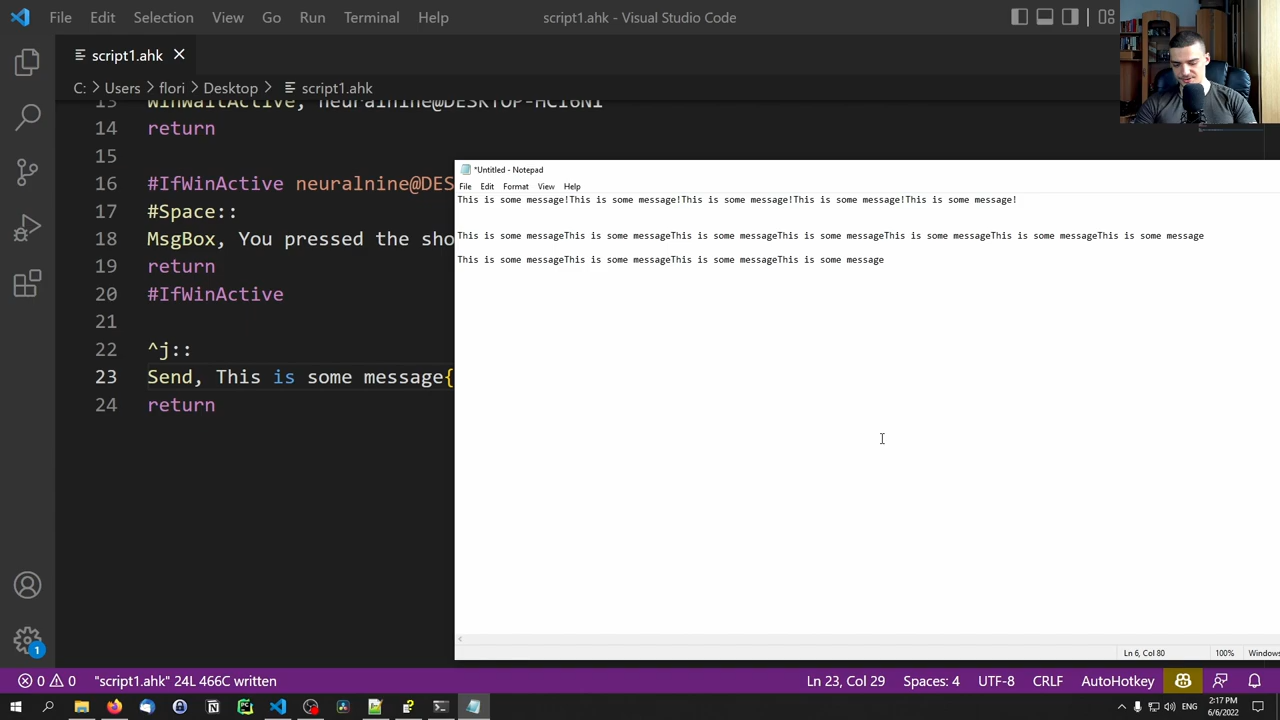 File Edit Selection View Go Run Terminal Help script1.ahk - Visual Studio Code
script1.ahk
C: > Users > flori > Desktop > script1.ahk
13 WinWaitActive, neuralnine@DESKTOP-HCI6NI
14 return
15
16 #IfWinActive neuralnine@DES
17 #Space::
18 MsgBox, You pressed the sho
19 return
20 #IfWinActive
21
22 ^j::
23 Send, This is some message{
24 return
*Untitled - Notepad
File Edit Format View Help
This is some message!This is some message!This is some message!This is some message!This is some message!
This is some messageThis is some messageThis is some messageThis is some messageThis is some messageThis is some messageThis is some message
This is some messageThis is some messageThis is some messageThis is some message
Ln 6, Col 80 100% Windows
1
0 0 "script1.ahk" 24L 466C written Ln 23, Col 29 Spaces: 4 UTF-8 CRLF AutoHotkey
ENG 2:17 PM
6/6/2022